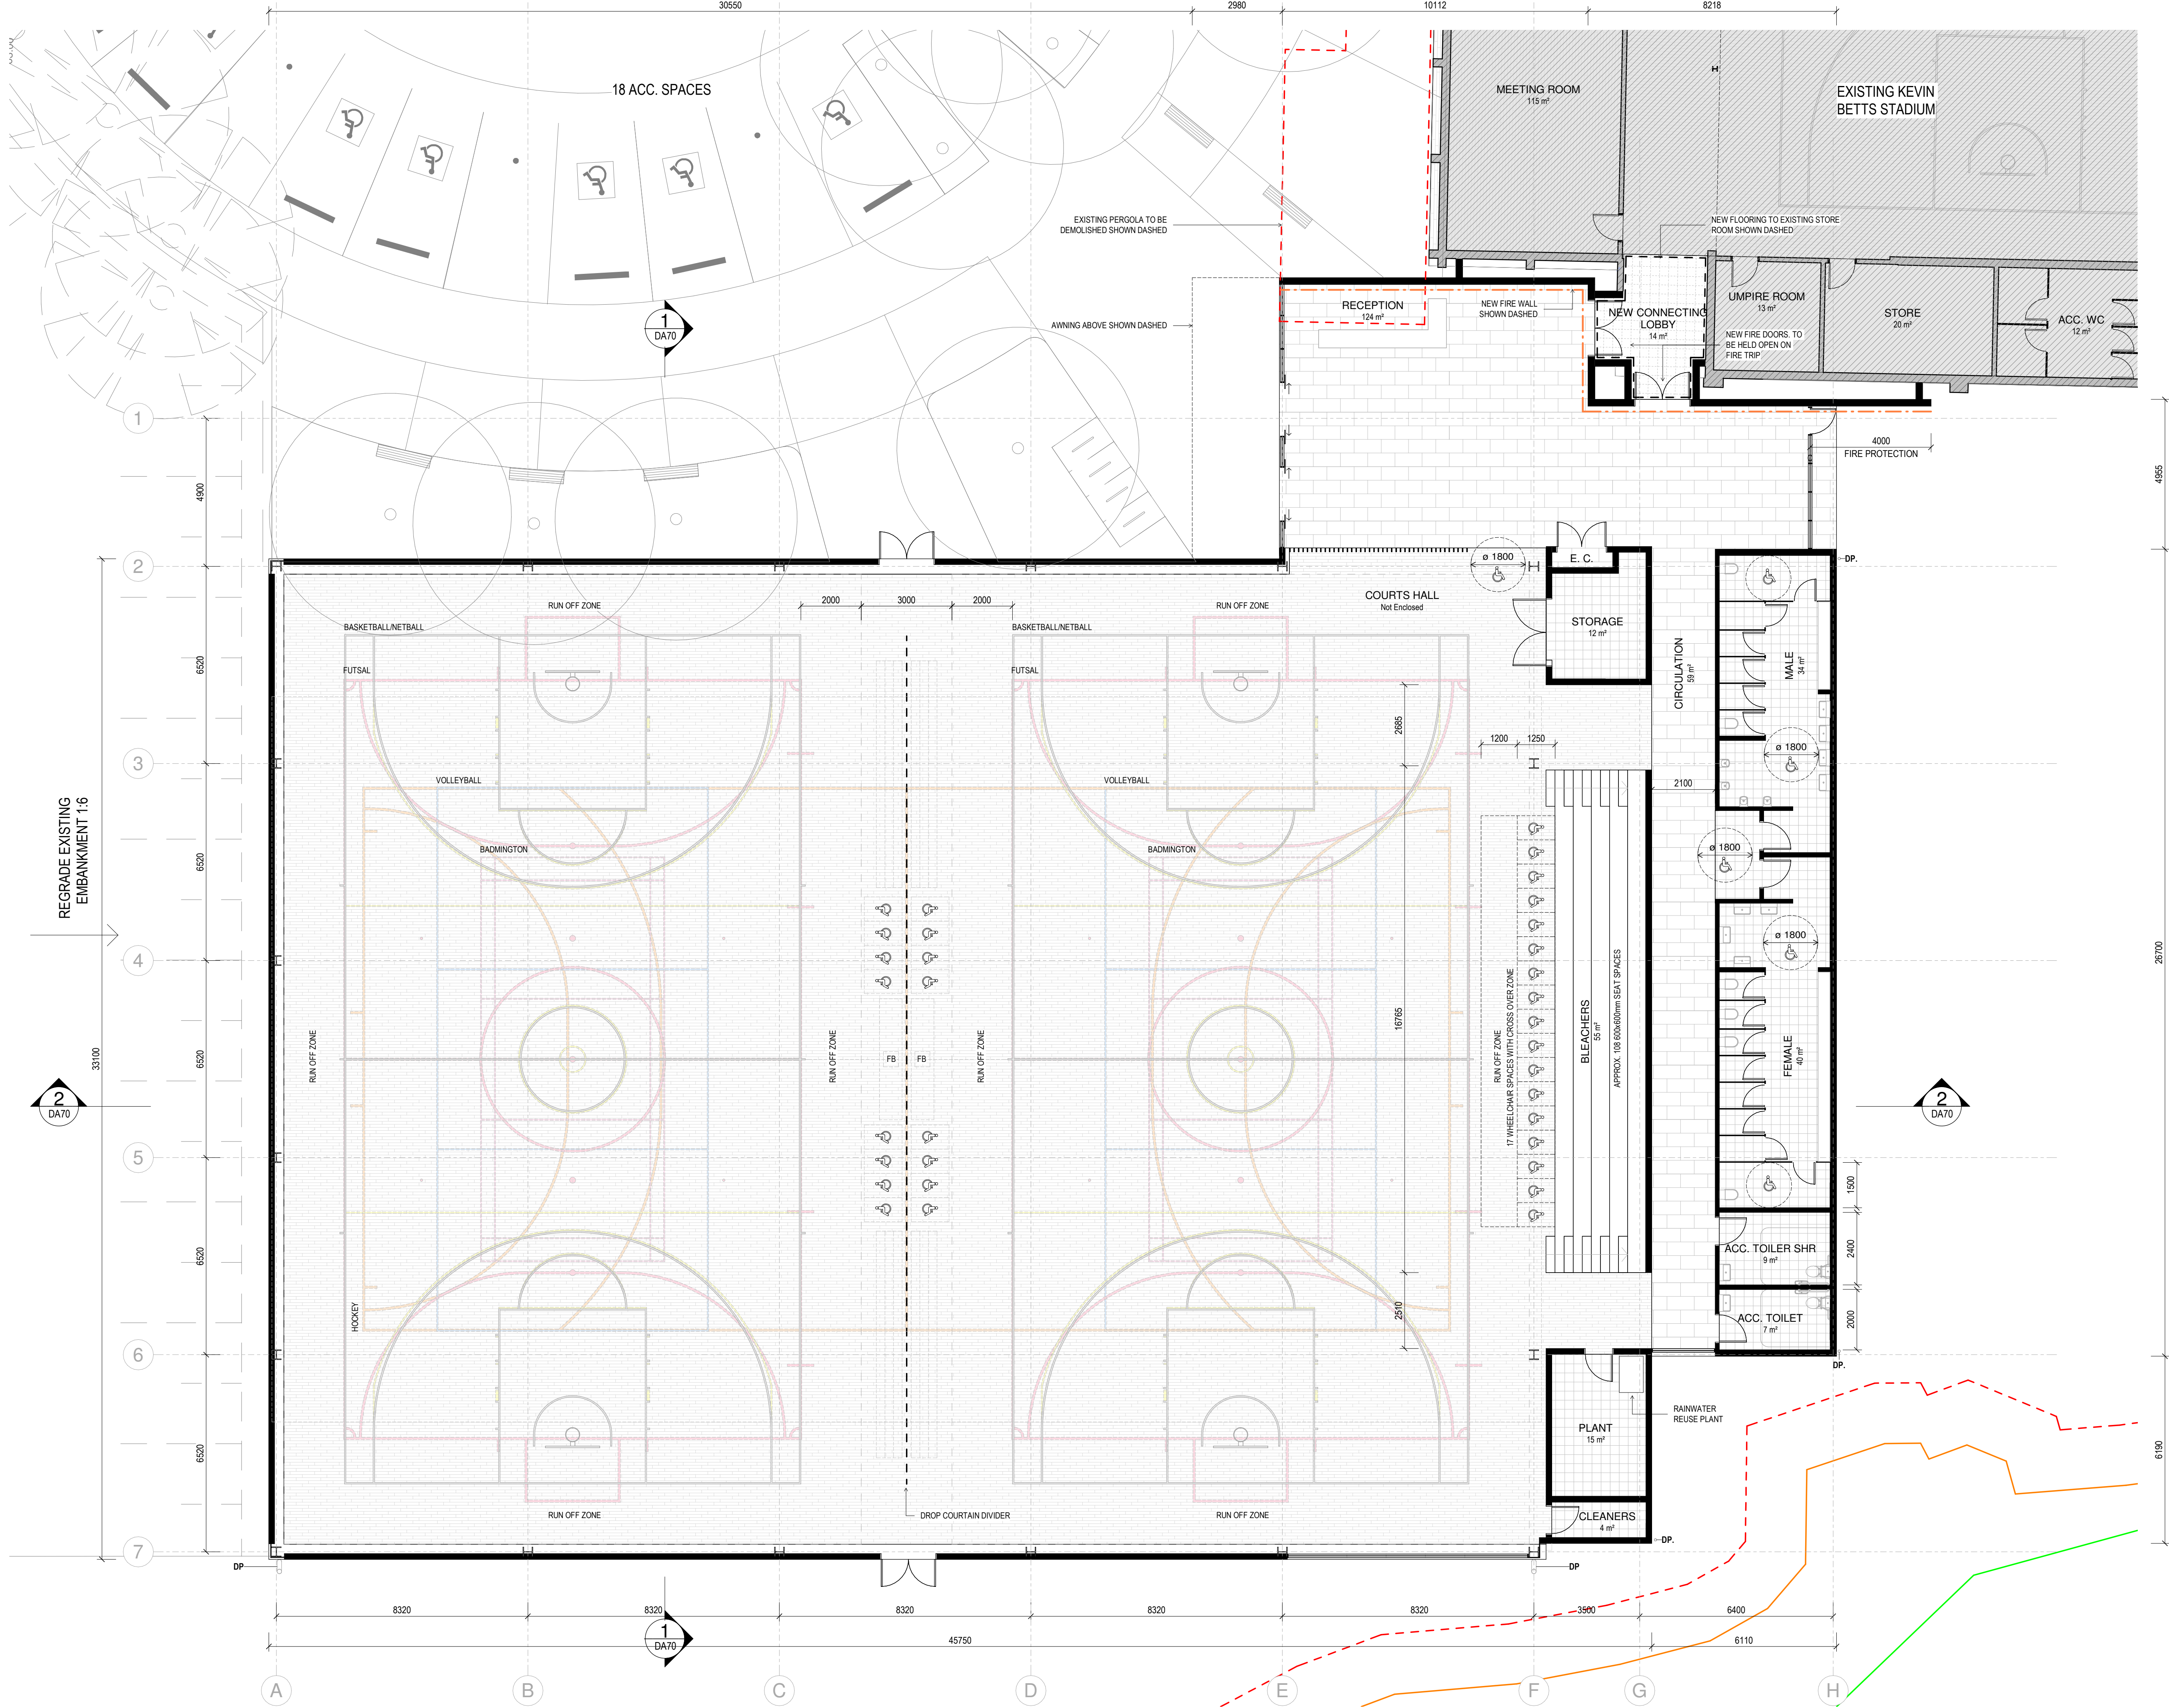 30550
2980
10112
8218
18 ACC. SPACES
MEETING ROOM
115 m²
EXISTING KEVIN
BETTS STADIUM
EXISTING PERGOLA TO BE
DEMOLISHED SHOWN DASHED
NEW FLOORING TO EXISTING STORE
ROOM SHOWN DASHED
AWNING ABOVE SHOWN DASHED
RECEPTION
124 m²
NEW FIRE WALL
SHOWN DASHED
NEW CONNECTING
LOBBY
14 m²
NEW FIRE DOORS. TO
BE HELD OPEN ON
FIRE TRIP
UMPIRE ROOM
13 m²
STORE
20 m²
ACC. WC
12 m²
1
DA70
1
4000
FIRE PROTECTION
4900
4955
2
E. C.
ø 1800
DP.
COURTS HALL
Not Enclosed
RUN OFF ZONE
2000
3000
2000
RUN OFF ZONE
BASKETBALL/NETBALL
BASKETBALL/NETBALL
STORAGE
12 m²
FUTSAL
FUTSAL
6520
CIRCULATION
59 m²
MALE
34 m²
2685
1200
1250
3
ø 1800
VOLLEYBALL
VOLLEYBALL
2100
REGRADE EXISTING
EMBANKMENT 1:6
6520
BADMINGTON
BADMINGTON
ø 1800
4
ø 1800
26700
33100
6520
RUN OFF ZONE
RUN OFF ZONE
FB
FB
RUN OFF ZONE
16765
RUN OFF ZONE
17 WHEELCHAIR SPACES WITH CROSS OVER ZONE
BLEACHERS
55 m²
APPROX. 108 600x600mm SEAT SPACES
FEMALE
40 m²
2
DA70
2
DA70
5
1500
6520
ACC. TOILER SHR
9 m²
2400
HOCKEY
2510
ACC. TOILET
7 m²
2000
6
DP.
6520
RAINWATER
REUSE PLANT
PLANT
15 m²
6190
RUN OFF ZONE
DROP COURTAIN DIVIDER
RUN OFF ZONE
CLEANERS
4 m²
DP.
7
DP
DP
8320
8320
8320
8320
8320
3500
6400
1
DA70
45750
6110
A
B
C
D
E
F
G
H